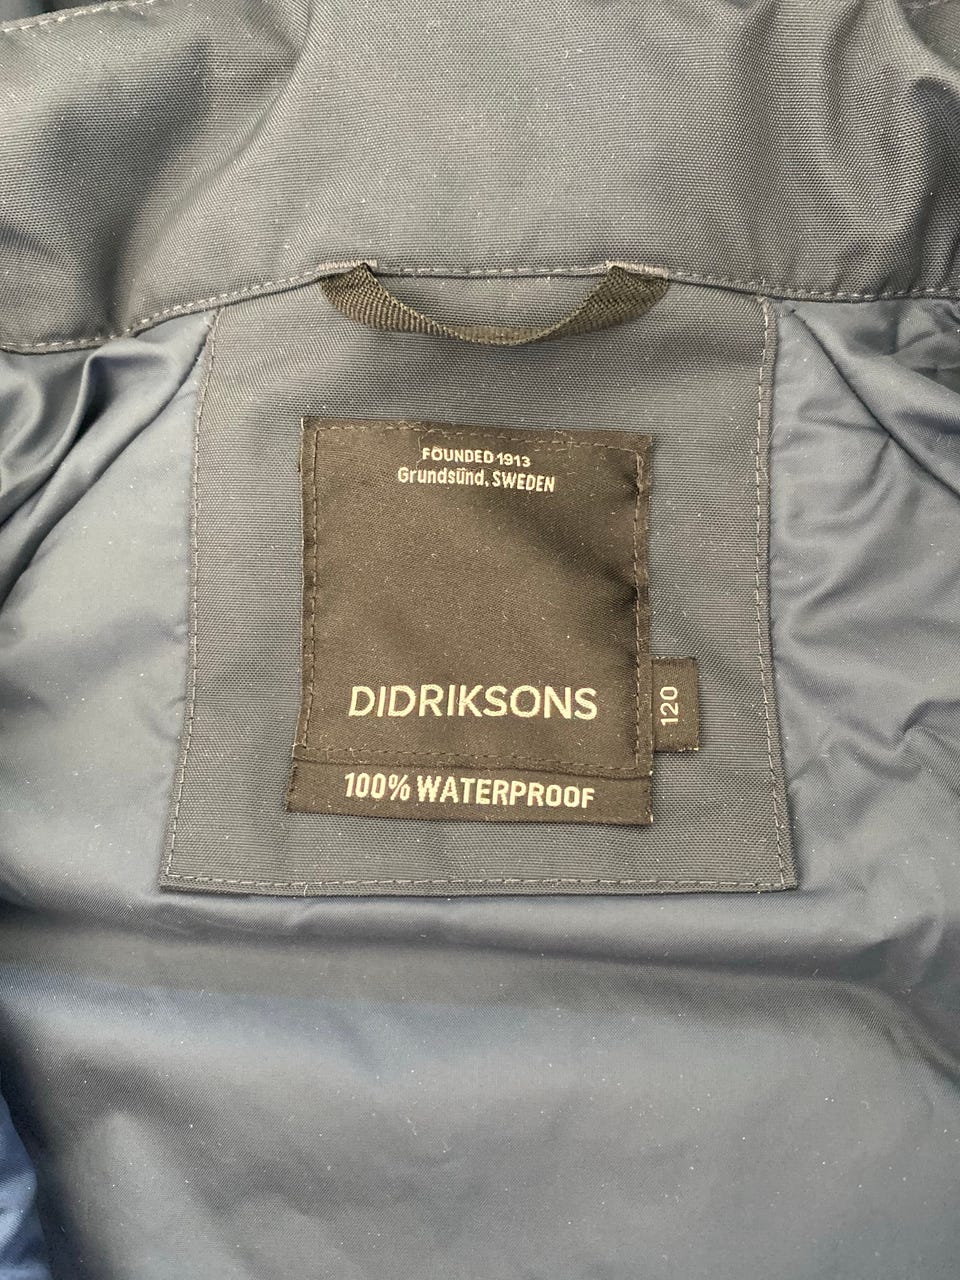 FOUNDED 1913
Grundsünd, SWEDEN
DIDRIKSONS
120
100% WATERPROOF